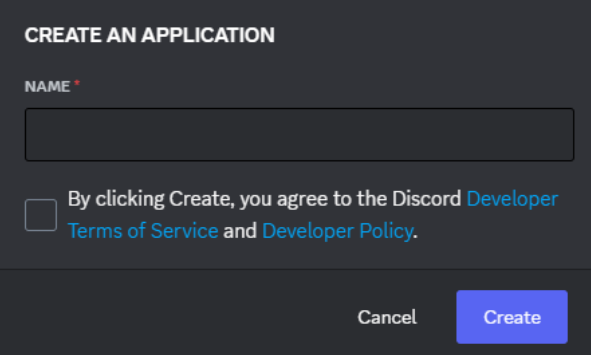 CREATE AN APPLICATION
NAME *
By clicking Create, you agree to the Discord Developer
Terms of Service and Developer Policy.
Cancel
Create